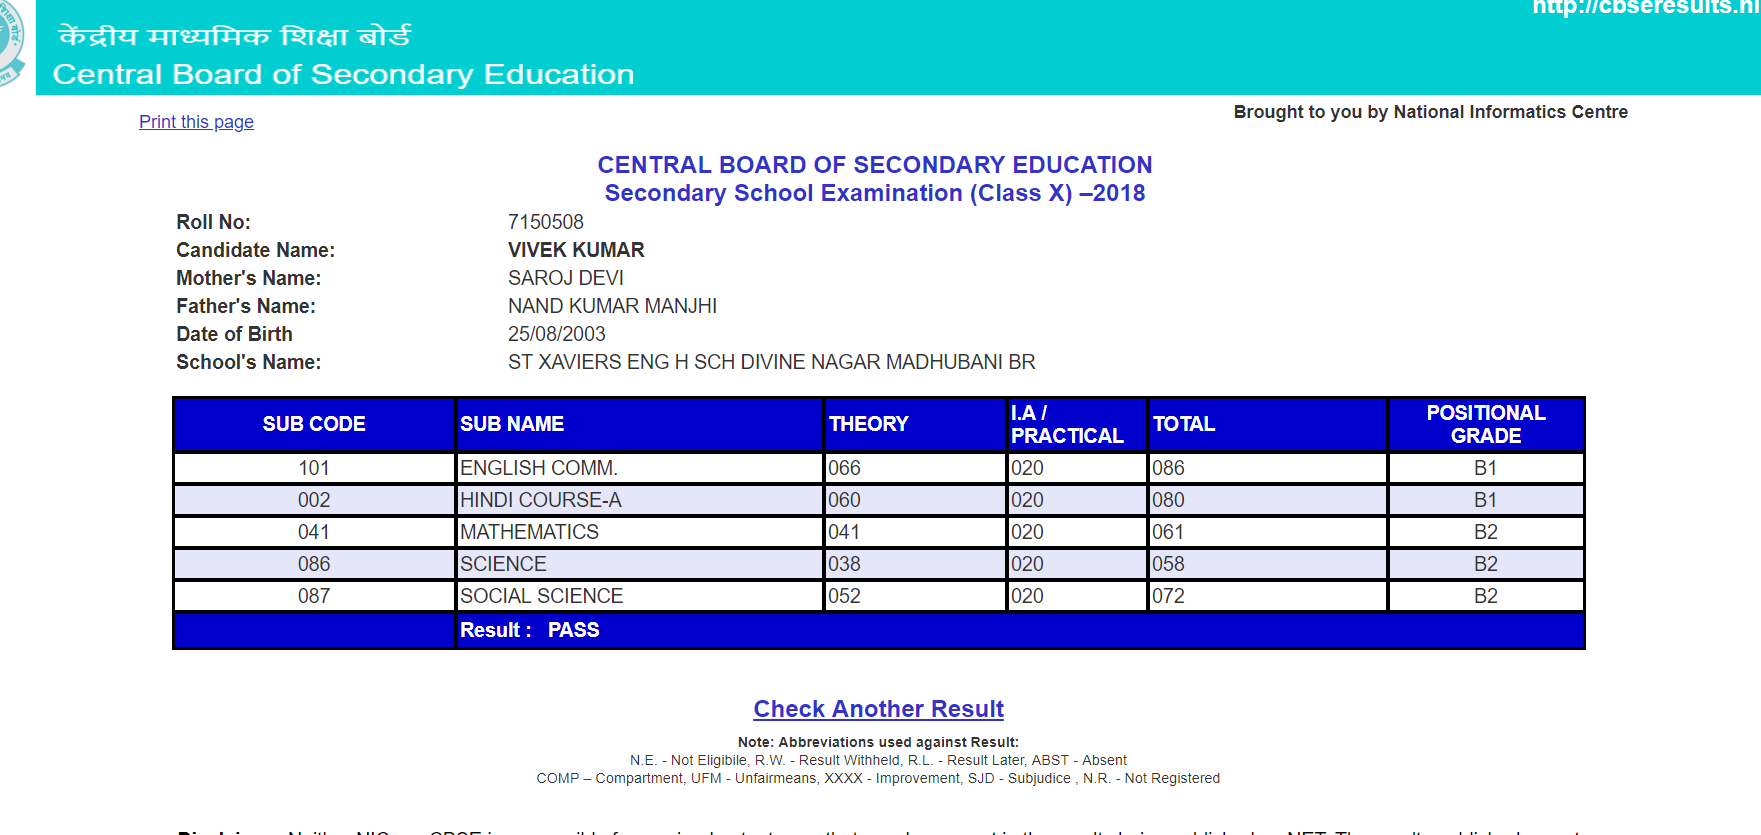 http://cbseresults.ni
केंद्रीय माध्यमिक शिक्षा बोर्ड
Central Board of Secondary Education
Print this page
Brought to you by National Informatics Centre
CENTRAL BOARD OF SECONDARY EDUCATION
Secondary School Examination (Class X) –2018
Roll No: 7150508
Candidate Name: VIVEK KUMAR
Mother's Name: SAROJ DEVI
Father's Name: NAND KUMAR MANJHI
Date of Birth 25/08/2003
School's Name: ST XAVIERS ENG H SCH DIVINE NAGAR MADHUBANI BR
SUB CODE SUB NAME THEORY I.A / PRACTICAL TOTAL POSITIONAL GRADE
101 ENGLISH COMM. 066 020 086 B1
002 HINDI COURSE-A 060 020 080 B1
041 MATHEMATICS 041 020 061 B2
086 SCIENCE 038 020 058 B2
087 SOCIAL SCIENCE 052 020 072 B2
Result : PASS
Check Another Result
Note: Abbreviations used against Result:
N.E. - Not Eligibile, R.W. - Result Withheld, R.L. - Result Later, ABST - Absent
COMP – Compartment, UFM - Unfairmeans, XXXX - Improvement, SJD - Subjudice , N.R. - Not Registered